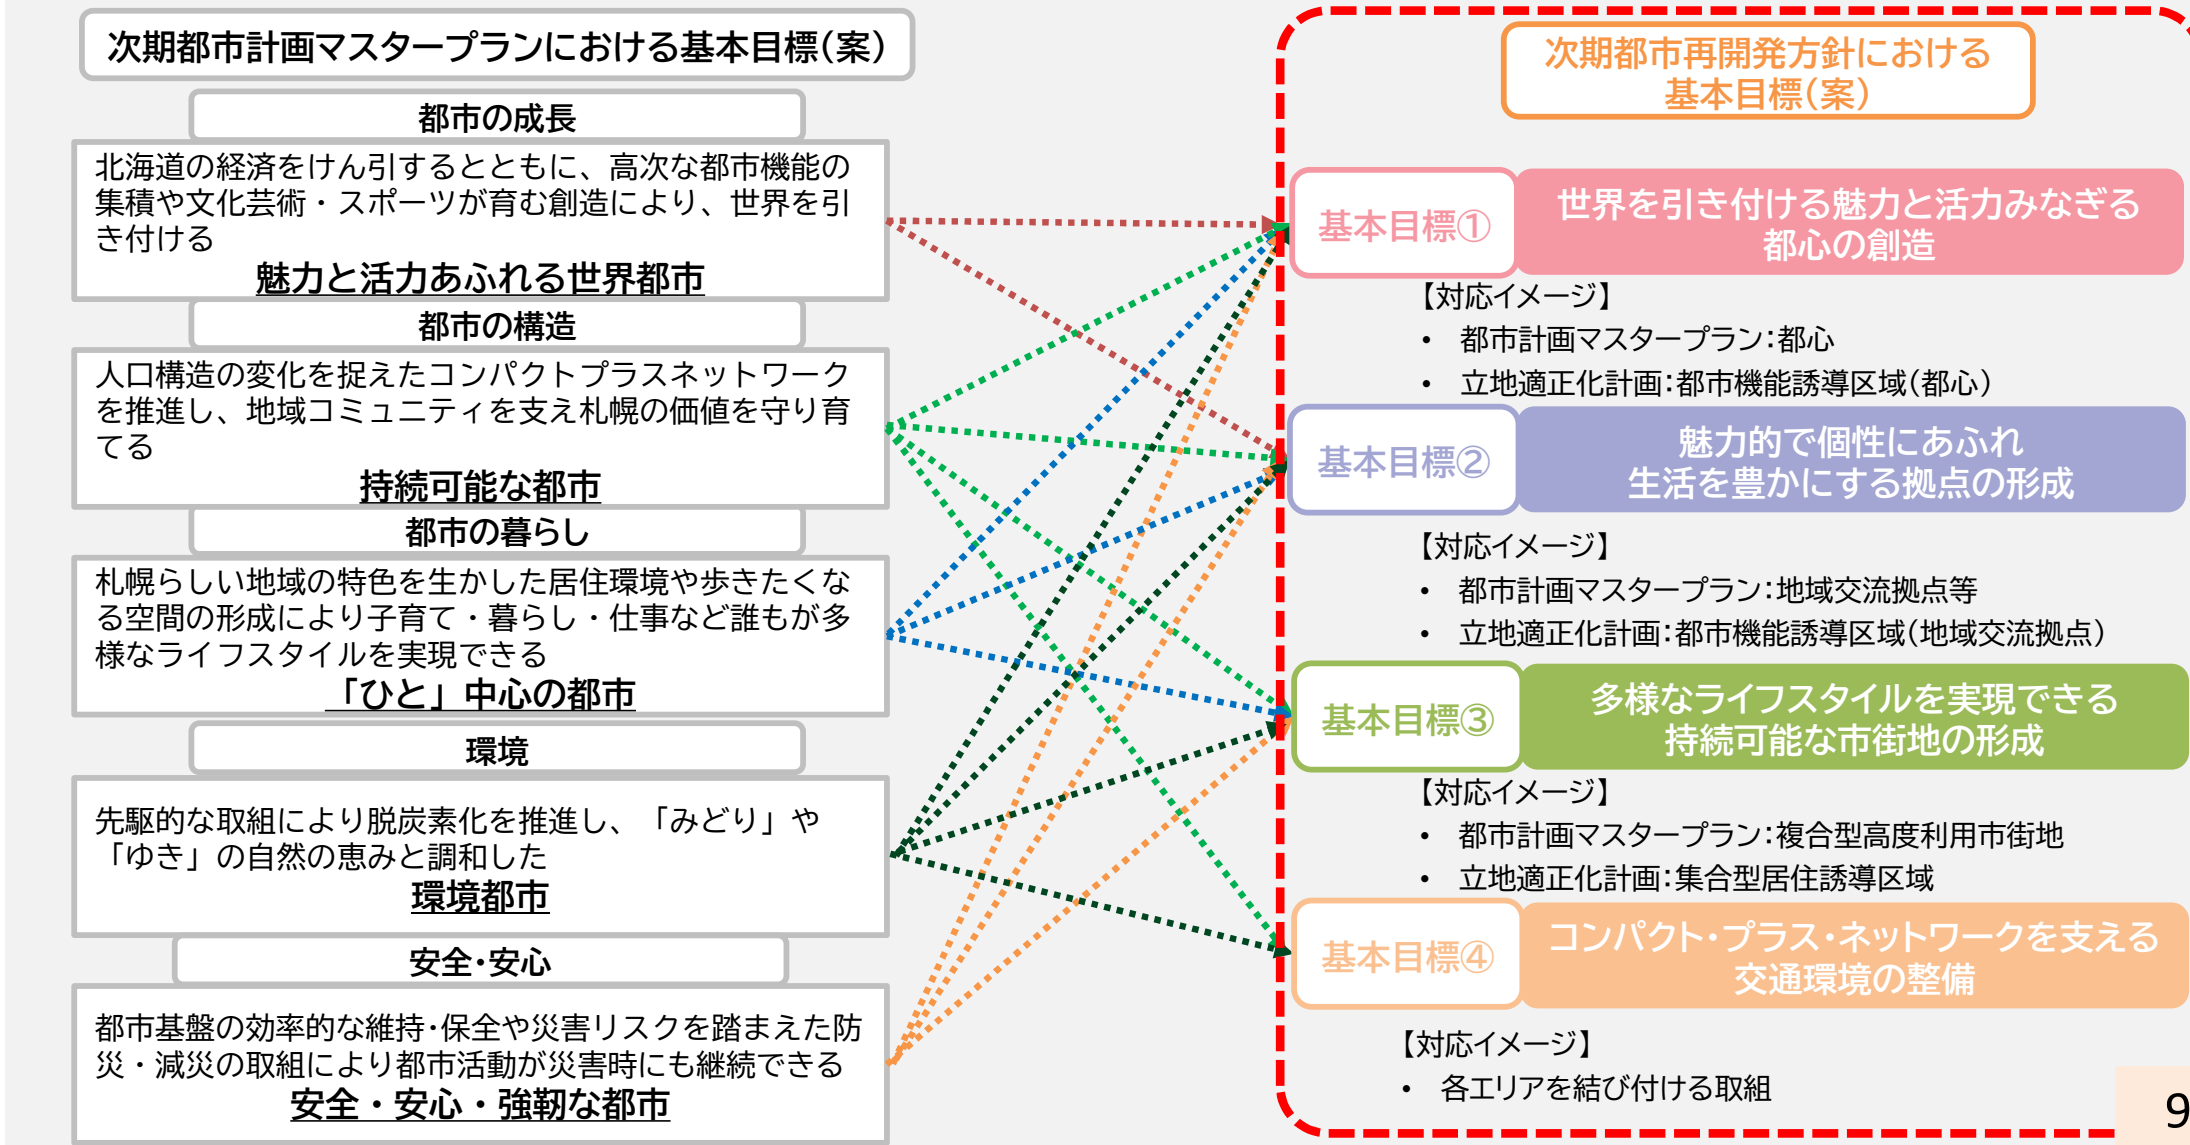 次期都市計画マスタープランにおける基本目標(案)
都市の成長
北海道の経済をけん引するとともに、高次な都市機能の
集積や文化芸術・スポーツが育む創造により、世界を引
き付ける
魅力と活力あふれる世界都市
都市の構造
人口構造の変化を捉えたコンパクトプラスネットワーク
を推進し、地域コミュニティを支え札幌の価値を守り育
てる
持続可能な都市
都市の暮らし
札幌らしい地域の特色を生かした居住環境や歩きたくな
る空間の形成により子育て・暮らし・仕事など誰もが多
様なライフスタイルを実現できる
「ひと」中心の都市
環境
先駆的な取組により脱炭素化を推進し、「みどり」や
「ゆき」の自然の恵みと調和した
環境都市
安全・安心
都市基盤の効率的な維持・保全や災害リスクを踏まえた防
災・減災の取組により都市活動が災害時にも継続できる
安全・安心・強靭な都市
次期都市再開発方針における
基本目標(案)
基本目標①
世界を引き付ける魅力と活力みなぎる
都心の創造
【対応イメージ】
• 都市計画マスタープラン:都心
• 立地適正化計画:都市機能誘導区域(都心)
基本目標②
魅力的で個性にあふれ
生活を豊かにする拠点の形成
【対応イメージ】
• 都市計画マスタープラン:地域交流拠点等
• 立地適正化計画:都市機能誘導区域(地域交流拠点)
基本目標③
多様なライフスタイルを実現できる
持続可能な市街地の形成
【対応イメージ】
• 都市計画マスタープラン:複合型高度利用市街地
• 立地適正化計画:集合型居住誘導区域
基本目標④
コンパクト・プラス・ネットワークを支える
交通環境の整備
【対応イメージ】
• 各エリアを結び付ける取組
9